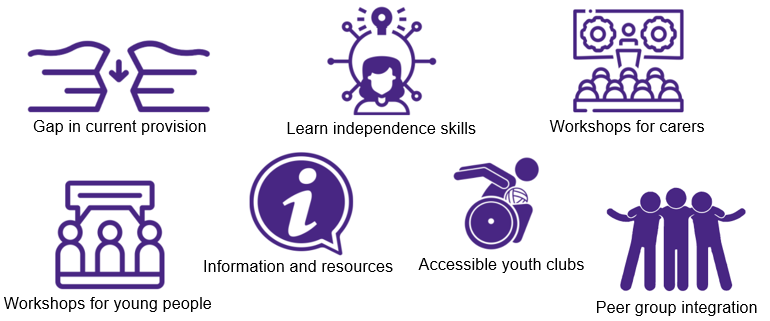 Gap in current provision
Learn independence skills
Workshops for carers
Workshops for young people
Information and resources
Accessible youth clubs
Peer group integration